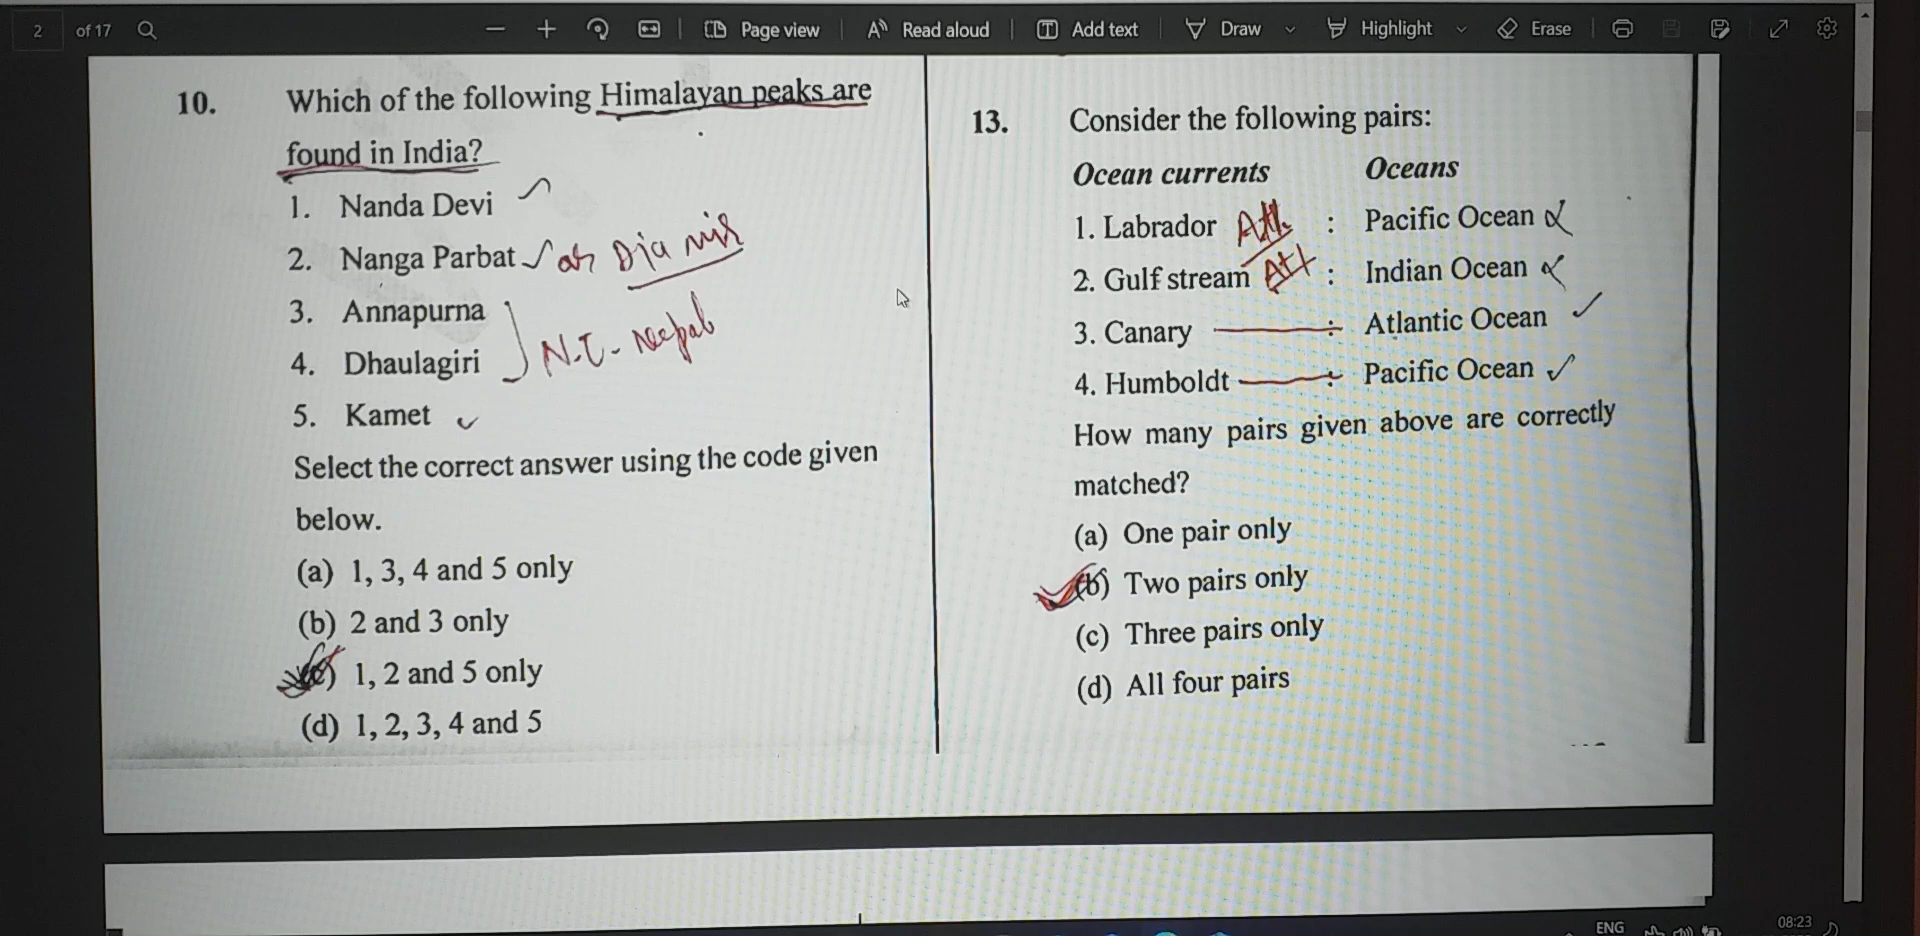 2 of 17 Page view Read aloud Add text Draw Highlight Erase
10. Which of the following Himalayan peaks are
found in India?
1. Nanda Devi
2. Nanga Parbat
3. Annapurna
4. Dhaulagiri
N.I - Neepal
5. Kamet
Select the correct answer using the code given
below.
(a) 1, 3, 4 and 5 only
(b) 2 and 3 only
(c) 1, 2 and 5 only
(d) 1, 2, 3, 4 and 5
13. Consider the following pairs:
Ocean currents Oceans
1. Labrador Atl. : Pacific Ocean
2. Gulf stream Atl : Indian Ocean
3. Canary : Atlantic Ocean
4. Humboldt : Pacific Ocean
How many pairs given above are correctly
matched?
(a) One pair only
(b) Two pairs only
(c) Three pairs only
(d) All four pairs
ENG 08:23